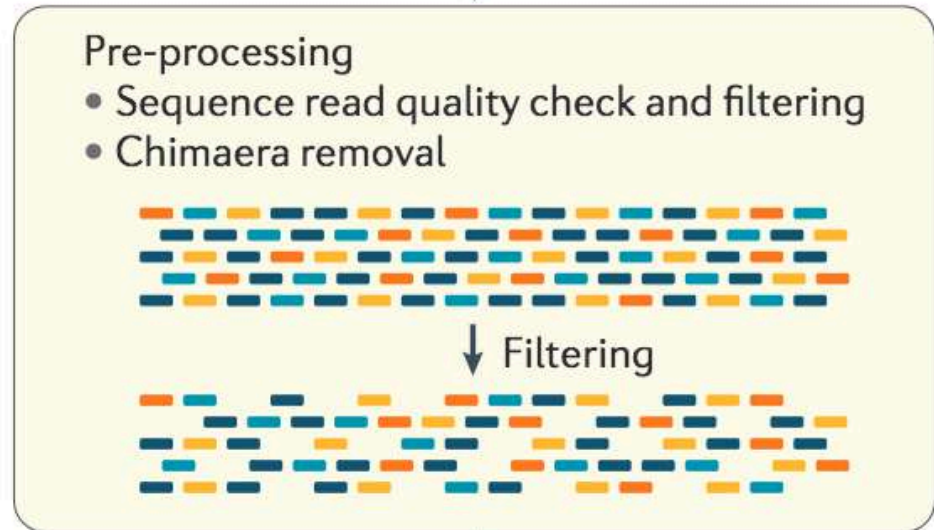 Pre-processing
• Sequence read quality check and filtering
• Chimaera removal
Filtering